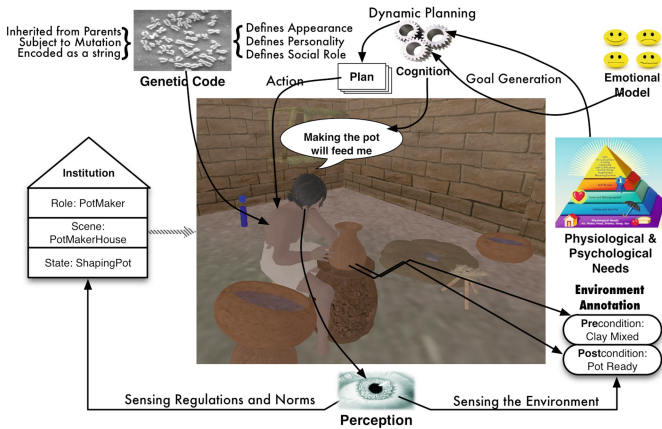 Dynamic Planning
Inherited from Parents
Subject to Mutation
Encoded as a string
Defines Appearance
Defines Personality
Defines Social Role
Genetic Code
Action
Plan
Cognition
Goal Generation
Emotional
Model
Making the pot
will feed me
Institution
Role: PotMaker
Scene:
PotMakerHouse
State: ShapingPot
Physiological &
Psychological
Needs
Environment
Annotation
Precondition:
Clay Mixed
Postcondition:
Pot Ready
Sensing Regulations and Norms
Sensing the Environment
Perception